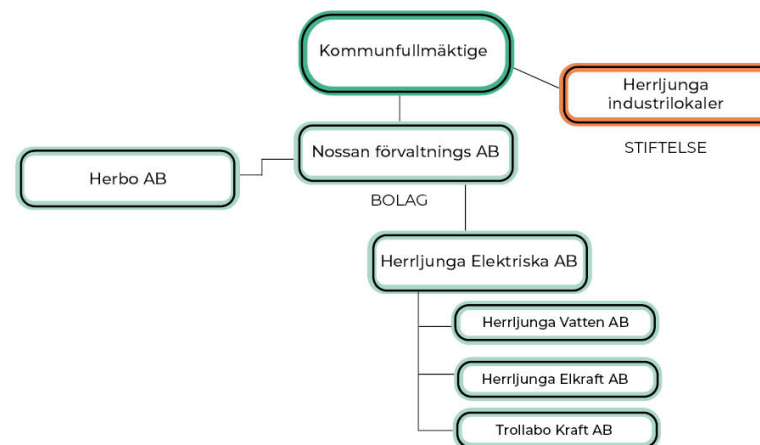 Kommunfullmäktige
Herrljunga
industrilokaler
STIFTELSE
Nossan förvaltnings AB
Herbo AB
BOLAG
Herrljunga Elektriska AB
Herrljunga Vatten AB
Herrljunga Elkraft AB
Trollabo Kraft AB